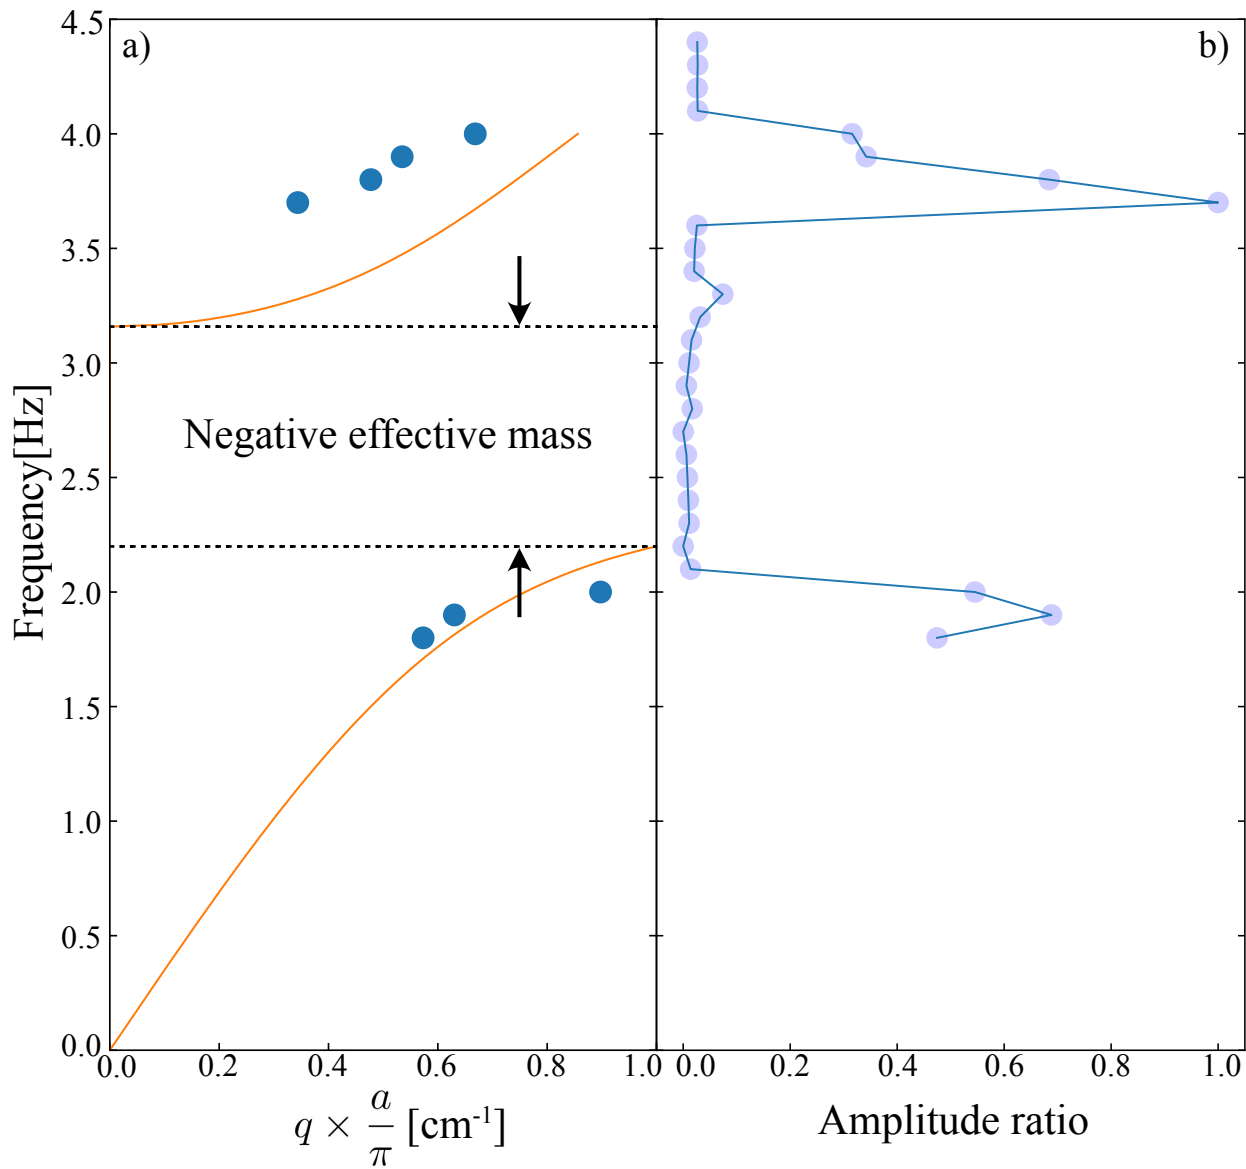 a)
b)
4.5
4.0
3.5
3.0
2.5
2.0
1.5
1.0
0.5
0.0
Frequency[Hz]
Negative effective mass
0.0 0.2 0.4 0.6 0.8 1.0
0.0 0.2 0.4 0.6 0.8 1.0
q × a/π [cm⁻¹]
Amplitude ratio